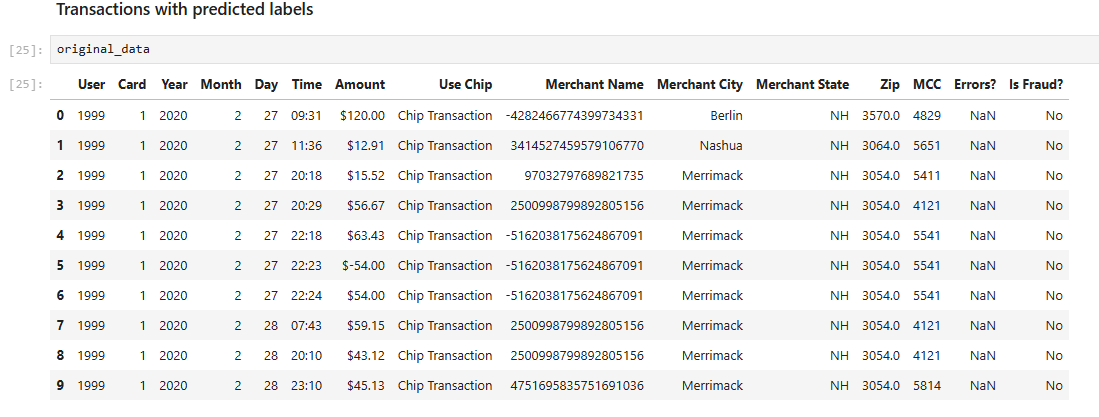 Transactions with predicted labels
[25]: original_data
[25]: User Card Year Month Day Time Amount Use Chip Merchant Name Merchant City Merchant State Zip MCC Errors? Is Fraud?
0 1999 1 2020 2 27 09:31 $120.00 Chip Transaction -4282466774399734331 Berlin NH 3570.0 4829 NaN No
1 1999 1 2020 2 27 11:36 $12.91 Chip Transaction 3414527459579106770 Nashua NH 3064.0 5651 NaN No
2 1999 1 2020 2 27 20:18 $15.52 Chip Transaction 97032797689821735 Merrimack NH 3054.0 5411 NaN No
3 1999 1 2020 2 27 20:29 $56.67 Chip Transaction 2500998799892805156 Merrimack NH 3054.0 4121 NaN No
4 1999 1 2020 2 27 22:18 $63.43 Chip Transaction -5162038175624867091 Merrimack NH 3054.0 5541 NaN No
5 1999 1 2020 2 27 22:23 $-54.00 Chip Transaction -5162038175624867091 Merrimack NH 3054.0 5541 NaN No
6 1999 1 2020 2 27 22:24 $54.00 Chip Transaction -5162038175624867091 Merrimack NH 3054.0 5541 NaN No
7 1999 1 2020 2 28 07:43 $59.15 Chip Transaction 2500998799892805156 Merrimack NH 3054.0 4121 NaN No
8 1999 1 2020 2 28 20:10 $43.12 Chip Transaction 2500998799892805156 Merrimack NH 3054.0 4121 NaN No
9 1999 1 2020 2 28 23:10 $45.13 Chip Transaction 4751695835751691036 Merrimack NH 3054.0 5814 NaN No